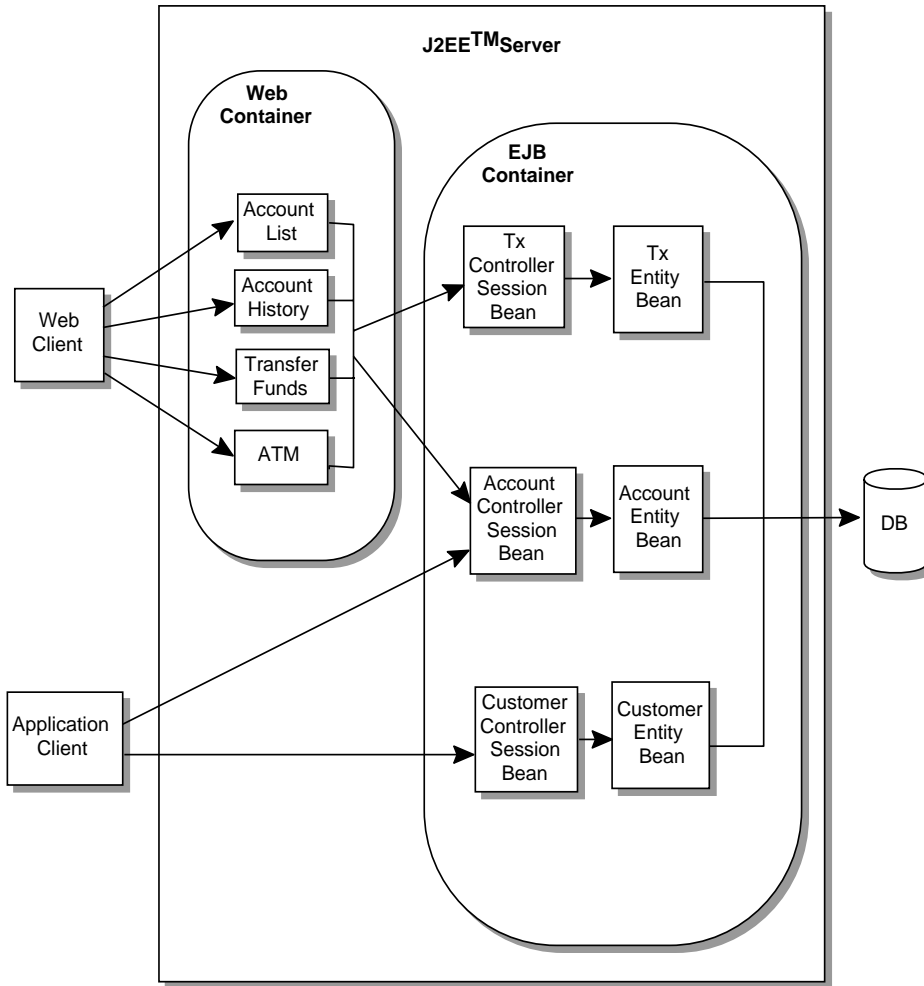 J2EETMServer
Web
Container
EJB
Container
Account
List
Account
History
Transfer
Funds
ATM
Web
Client
Tx
Controller
Session
Bean
Tx
Entity
Bean
Account
Controller
Session
Bean
Account
Entity
Bean
DB
Application
Client
Customer
Controller
Session
Bean
Customer
Entity
Bean